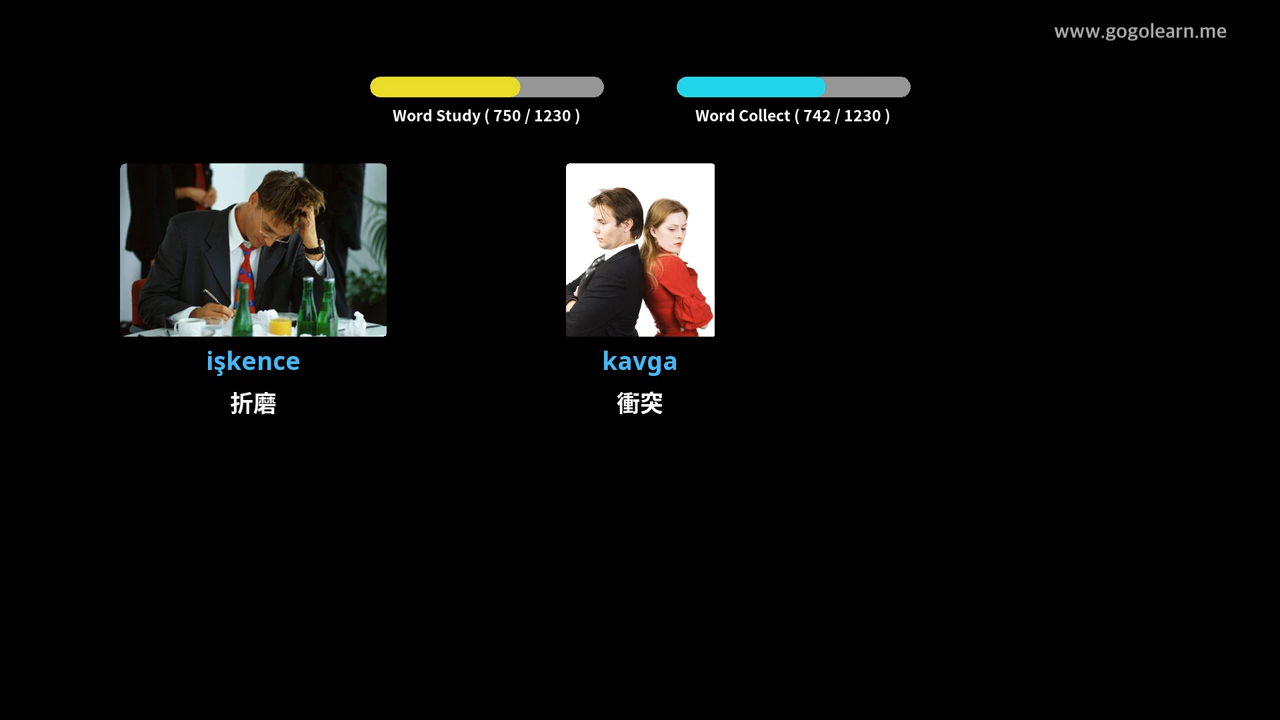 www.gogolearn.me
Word Study ( 750 / 1230 )
Word Collect ( 742 / 1230 )
işkence
kavga
折磨
衝突